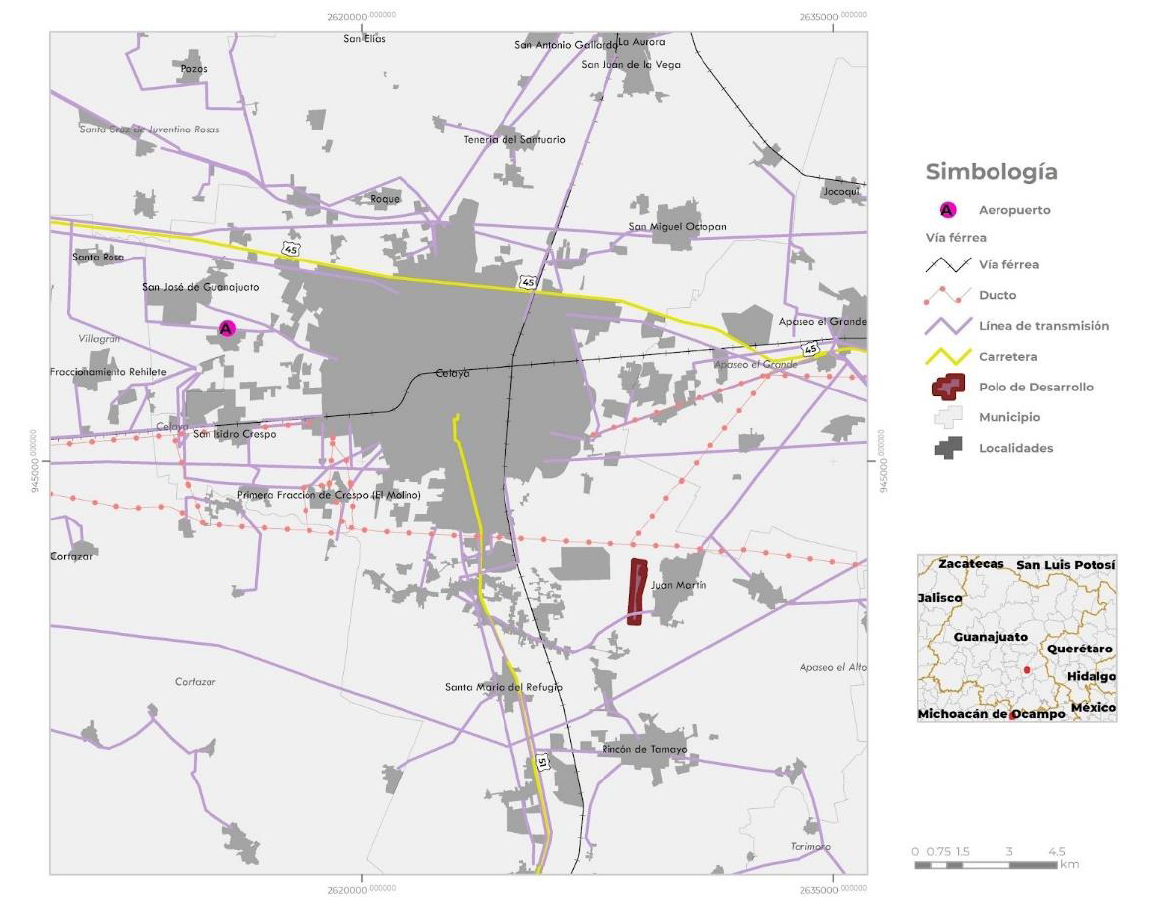 2620000.000000 2635000.000000
San Elías
San Antonio Gallardo La Aurora
San Juan de la Vega
Pozos
Santa Cruz de Juventino Rosas
Tenería del Santuario
Jocoqui
Roque
San Miguel Octopan
45
Santa Rosa
45
San José de Guanajuato
A
Apaseo el Grande
Villagrán
45
Apaseo el Grande
Fraccionamiento Rehilete
Celaya
Celaya
San Isidro Crespo
945000.000000
945000.000000
Primera Fracción de Crespo (El Molino)
Cortazar
Juan Martín
Apaseo el Alto
Cortazar
Santa María del Refugio
Rincón de Tamayo
51
Tarimoro
2620000.000000 2635000.000000
Simbología
A Aeropuerto
Vía férrea
Vía férrea
Ducto
Línea de transmisión
Carretera
Polo de Desarrollo
Municipio
Localidades
Zacatecas San Luis Potosí
Jalisco
Guanajuato
Querétaro
Hidalgo
México
Michoacán de Ocampo
0 0.75 1.5 3 4.5
km